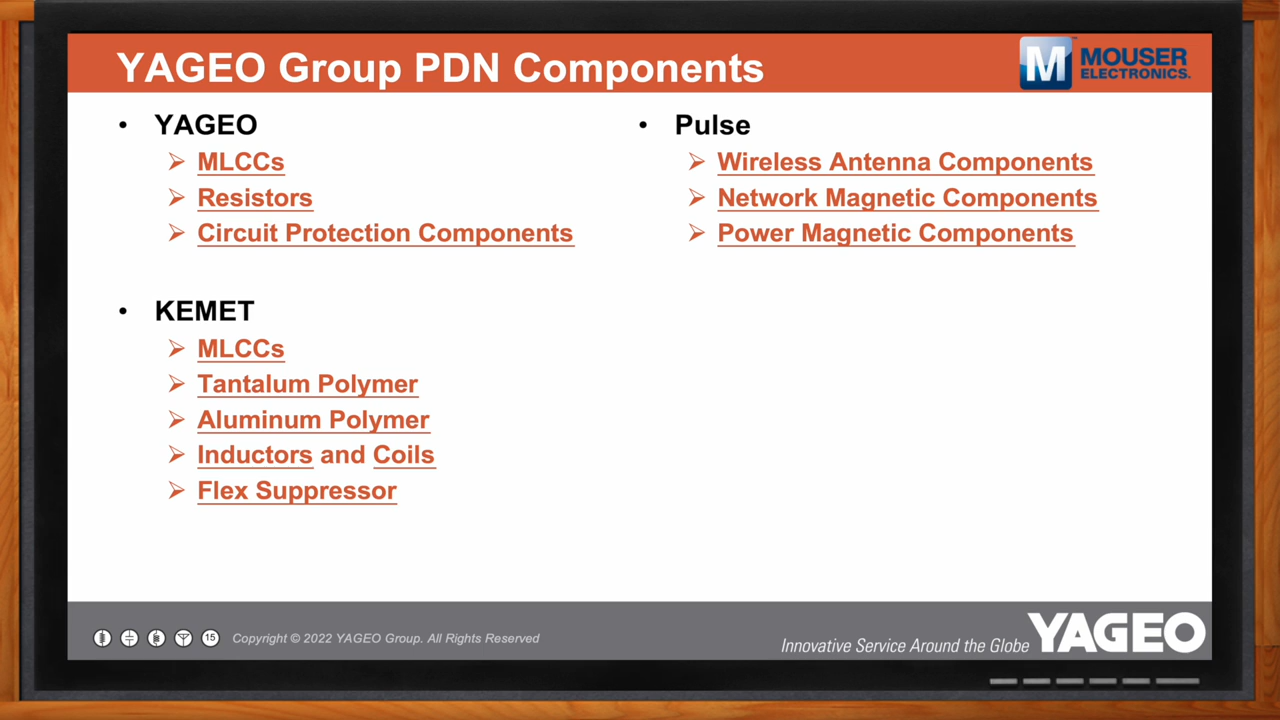 YAGEO Group PDN Components
M MOUSER
ELECTRONICS.
• YAGEO
➢ MLCCs
➢ Resistors
➢ Circuit Protection Components
• KEMET
➢ MLCCs
➢ Tantalum Polymer
➢ Aluminum Polymer
➢ Inductors and Coils
➢ Flex Suppressor
• Pulse
➢ Wireless Antenna Components
➢ Network Magnetic Components
➢ Power Magnetic Components
15 Copyright © 2022 YAGEO Group. All Rights Reserved
Innovative Service Around the Globe YAGEO